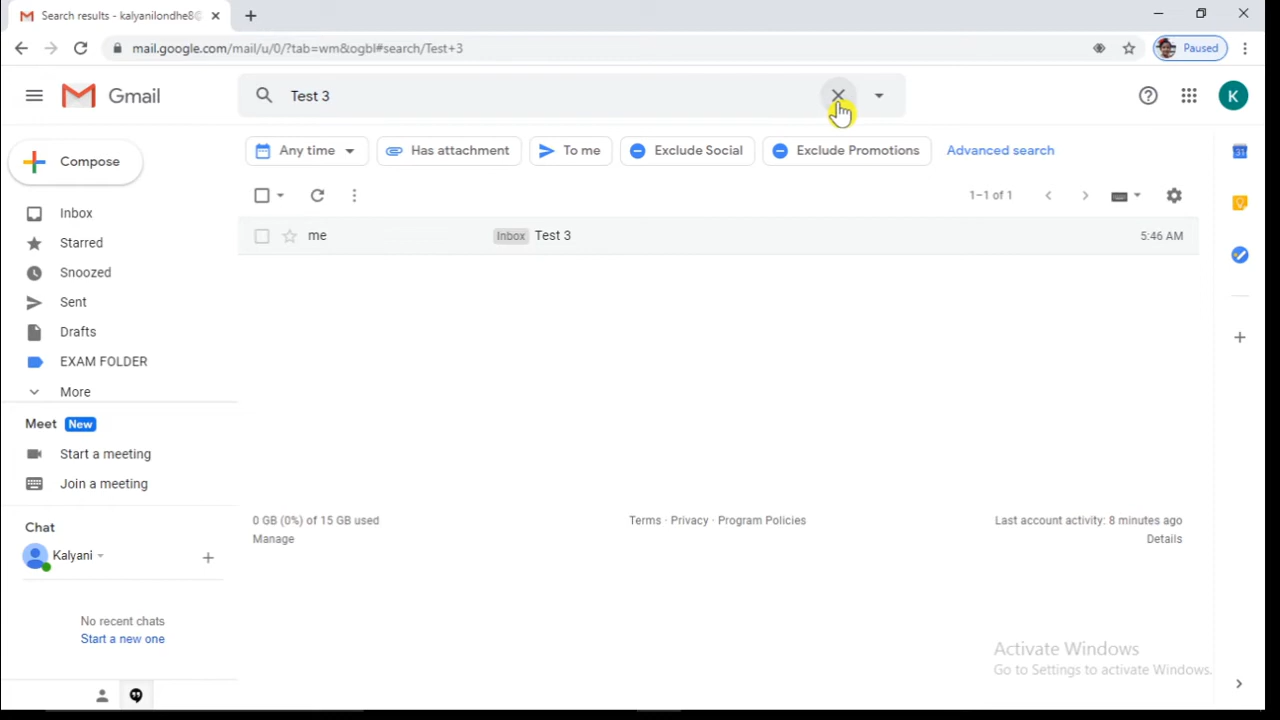 Search results - kalyanilondhe8@
mail.google.com/mail/u/0/?tab=wm&ogbl#search/Test+3
Paused
Gmail
Test 3
K
Compose
Any time
Has attachment
To me
Exclude Social
Exclude Promotions
Advanced search
31
1–1 of 1
Inbox
Starred
Snoozed
Sent
Drafts
EXAM FOLDER
More
me
Inbox
Test 3
5:46 AM
Meet
New
Start a meeting
Join a meeting
Chat
Kalyani
No recent chats
Start a new one
0 GB (0%) of 15 GB used
Manage
Terms · Privacy · Program Policies
Last account activity: 8 minutes ago
Details
Activate Windows
Go to Settings to activate Windows.